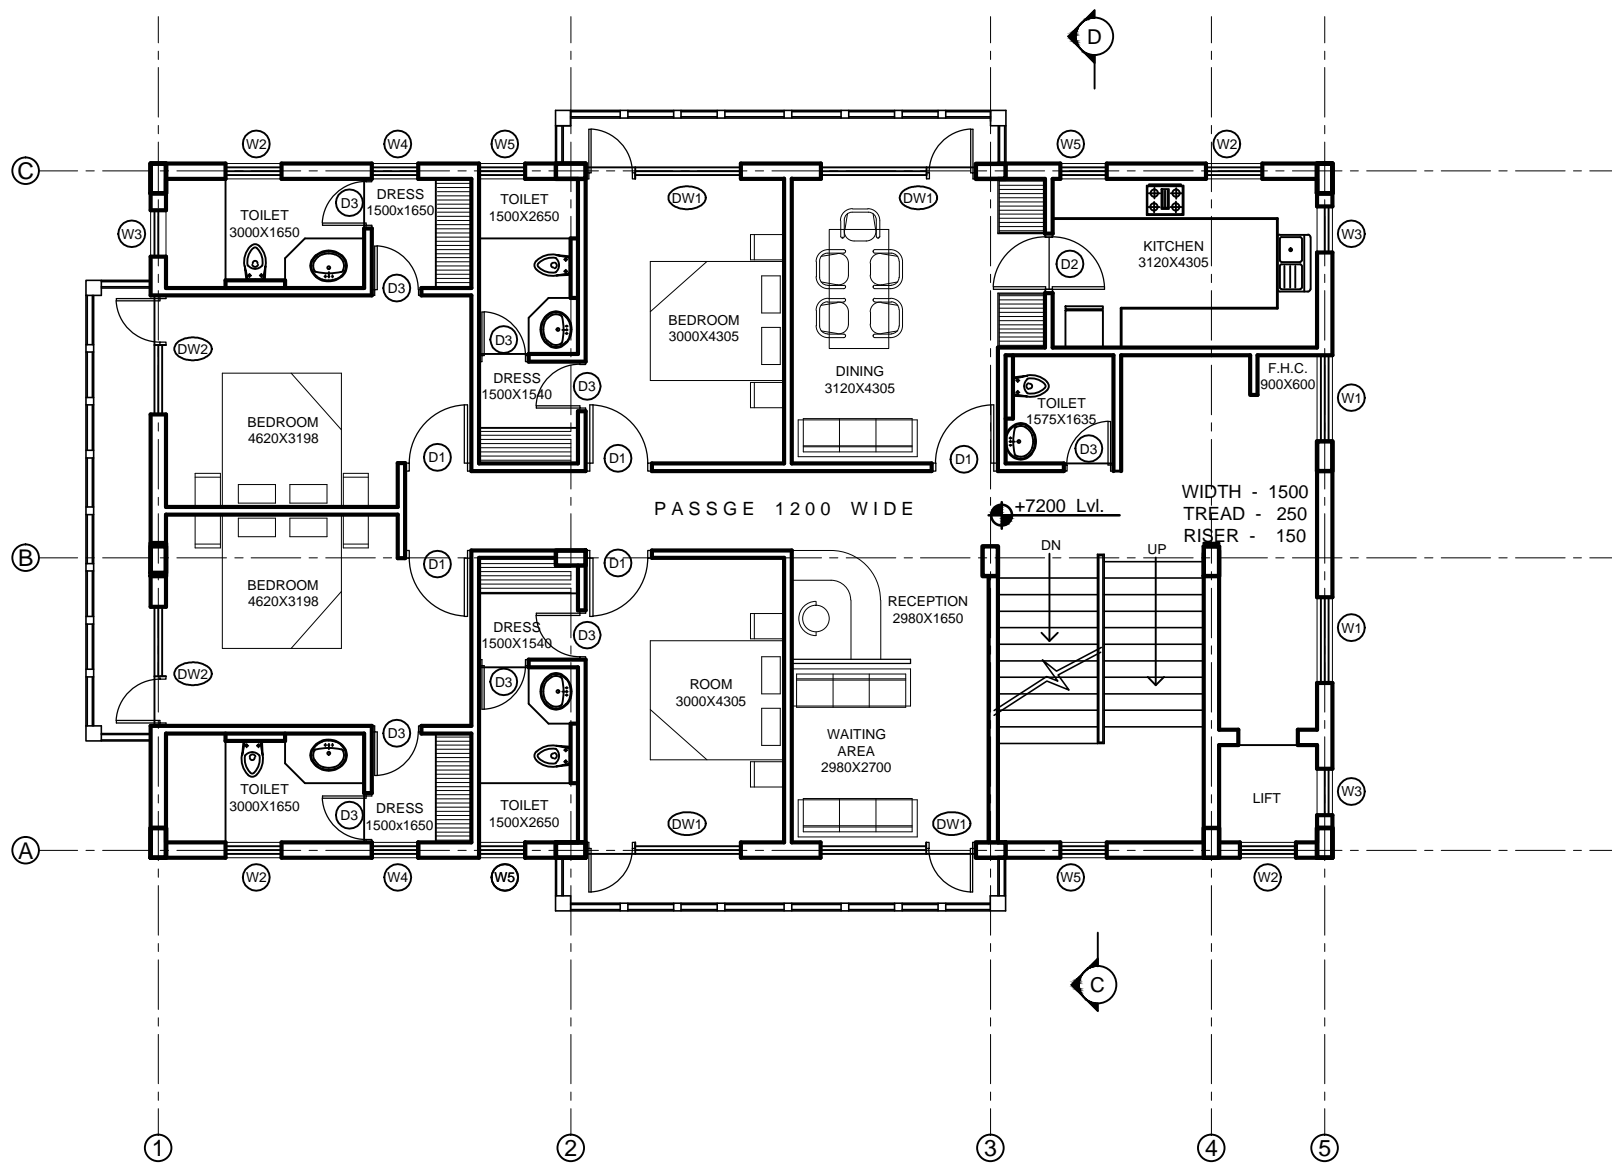 D
C
W2
W4
W5
W5
W2
DRESS
1500x1650
TOILET
3000X1650
D3
TOILET
1500X2650
DW1
DW1
W3
D3
KITCHEN
3120X4305
W3
D2
DW2
D3
BEDROOM
3000X4305
DINING
3120X4305
DRESS
1500X1540
D3
F.H.C.
900X600
W1
TOILET
1575X1635
D3
BEDROOM
4620X3198
D1
D1
D1
PASSGE 1200 WIDE
+7200 Lvl.
WIDTH - 1500
TREAD - 250
RISER - 150
DN
UP
B
D1
D1
BEDROOM
4620X3198
RECEPTION
2980X1650
DRESS
1500X1540
D3
W1
DW2
D3
ROOM
3000X4305
D3
WAITING
AREA
2980X2700
TOILET
3000X1650
D3
DRESS
1500x1650
TOILET
1500X2650
DW1
DW1
LIFT
W3
A
W2
W4
W5
W5
W2
C
1
2
3
4
5